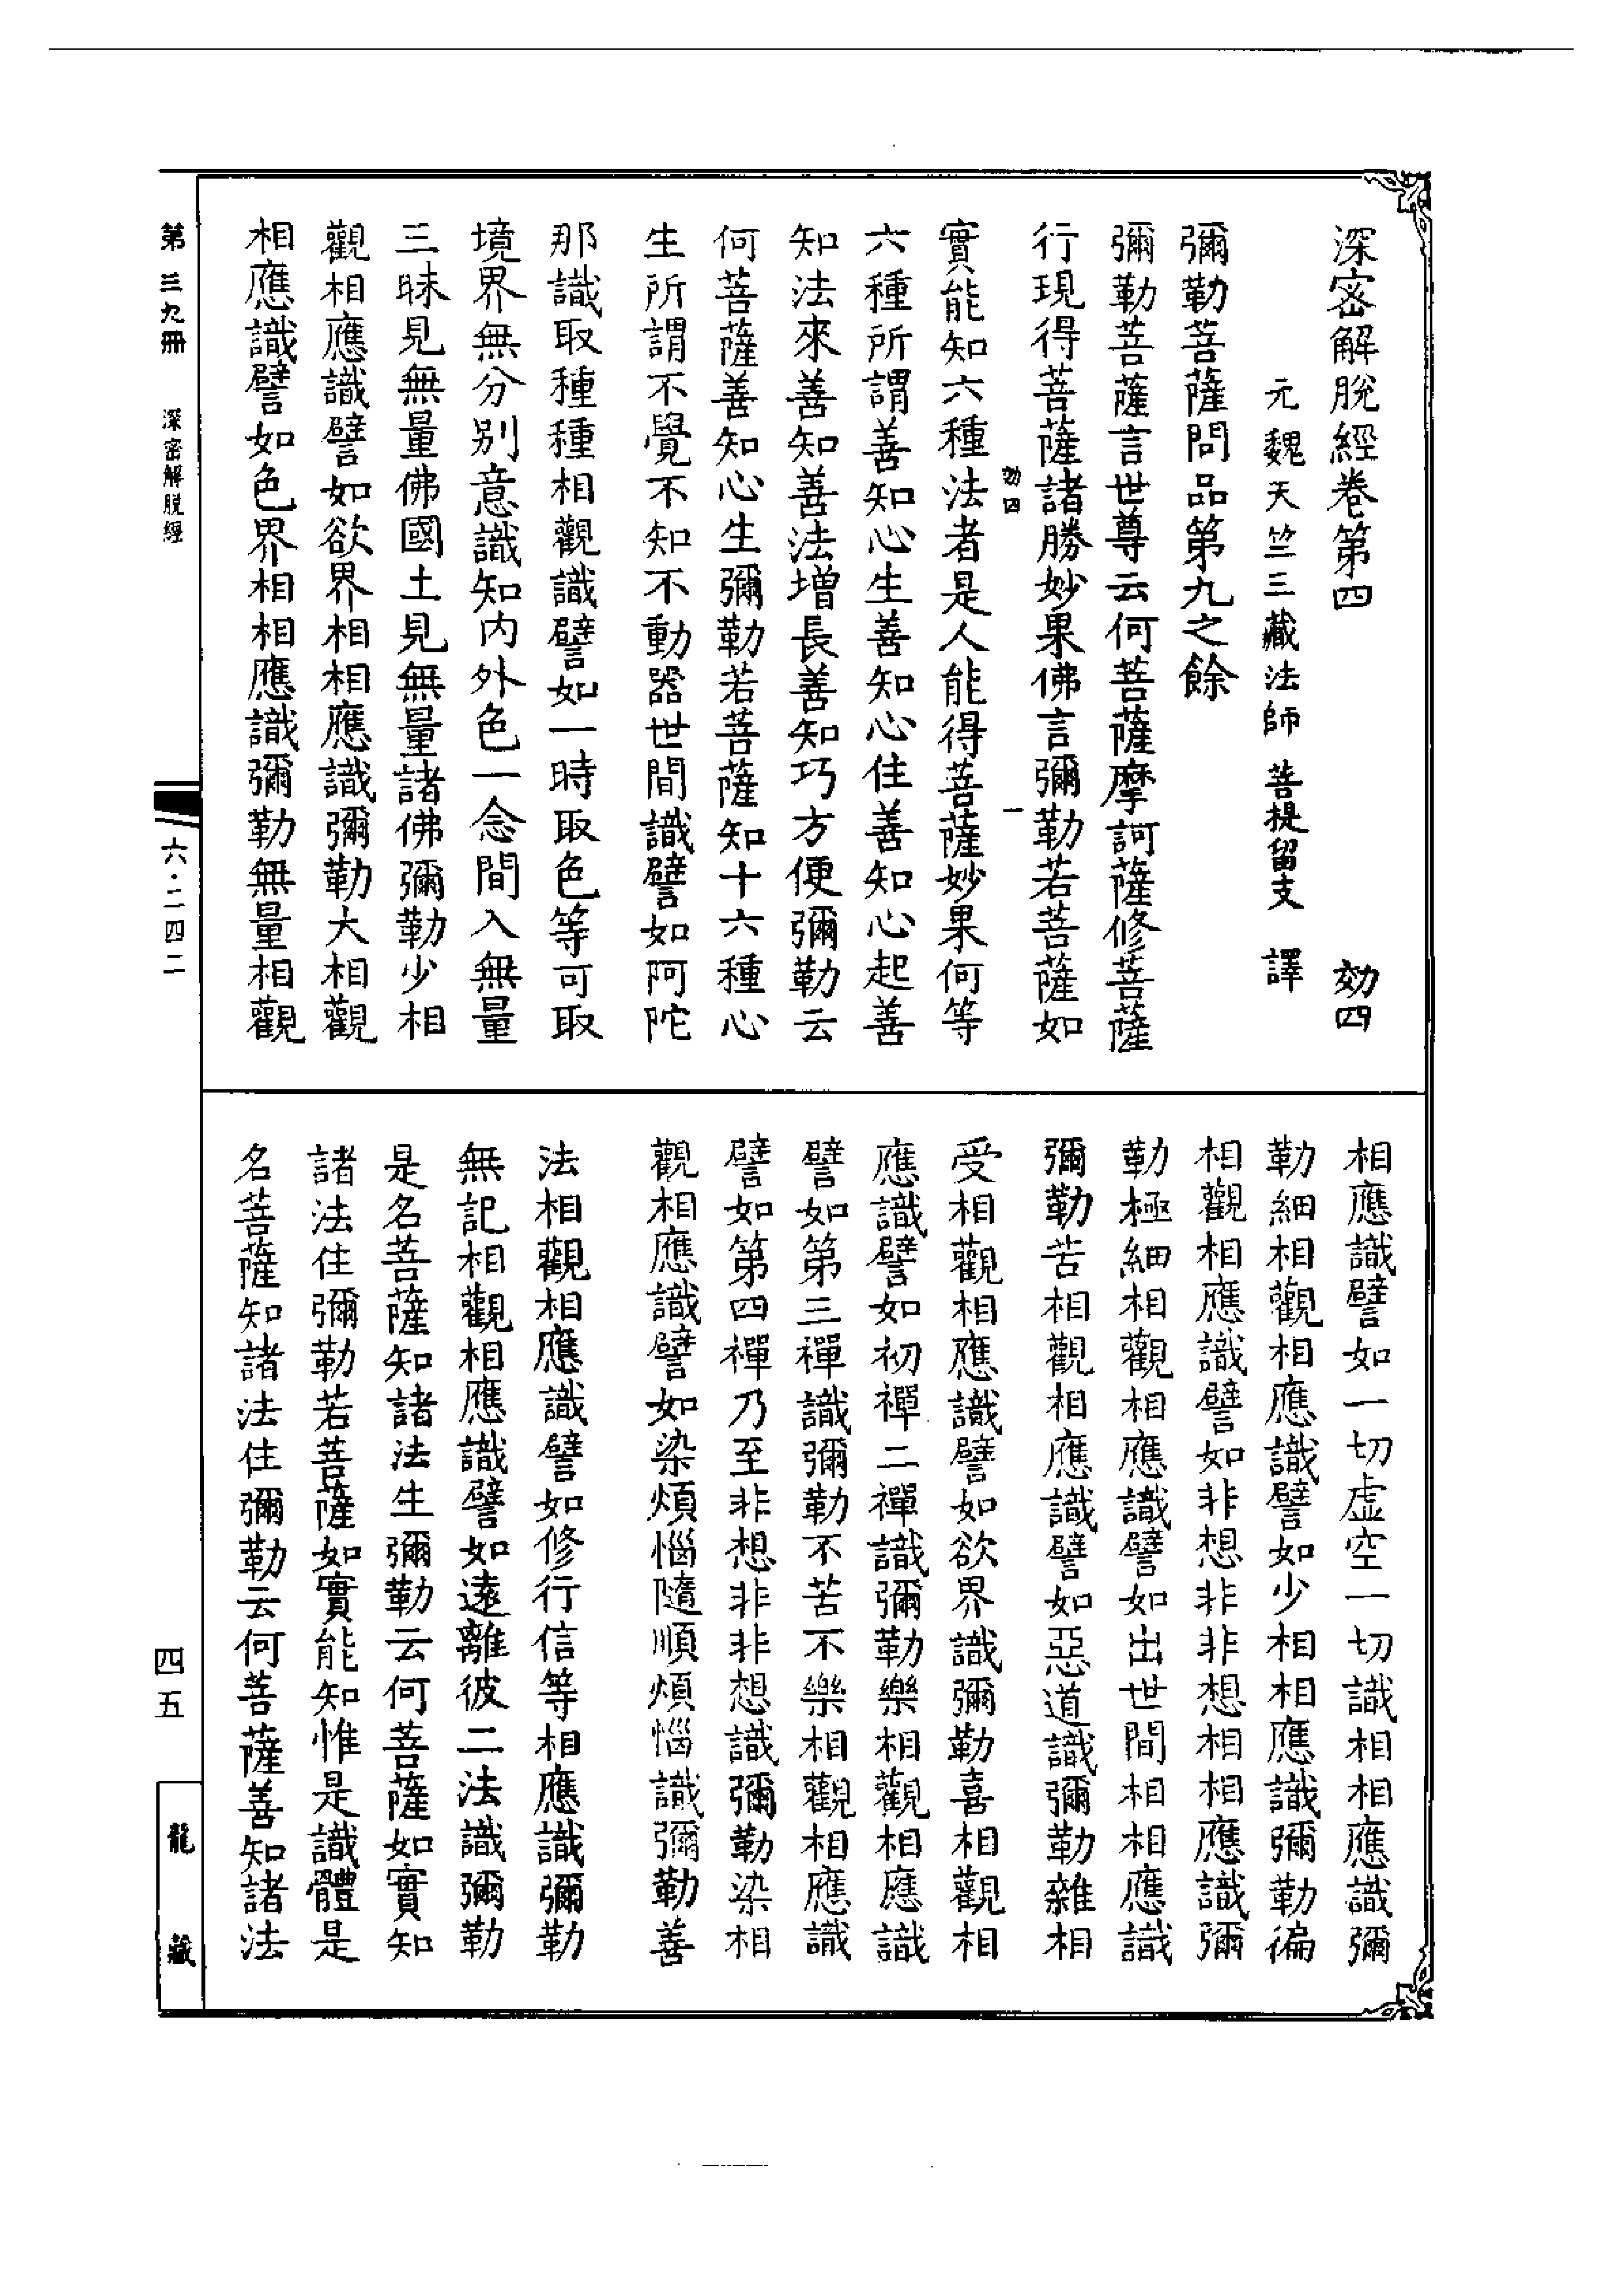 深密解脫經卷第四　効四
元魏天竺三藏法師菩提留支　譯
彌勒菩薩問品第九之餘
彌勒菩薩言世尊云何菩薩摩訶薩修菩薩
行現得菩薩諸勝妙果佛言彌勒若菩薩如
効四　一
實能知六種法者是人能得菩薩妙果何等
六種所謂善知心生善知心住善知心起善
知法來善知善法增長善知巧方便彌勒云
何菩薩善知心生彌勒若菩薩知十六種心
生所謂不覺不知不動器世間識譬如阿陀
那識取種種相觀識譬如一時取色等可取
境界無分別意識知內外色一念間入無量
三昧見無量佛國土見無量諸佛彌勒少相
觀相應識譬如欲界相相應識彌勒大相觀
相應識譬如色界相相應識彌勒無量相觀
相應識譬如一切虛空一切識相相應識彌
勒細相觀相應識譬如少相相應識彌勒徧
相觀相應識譬如非想非非想相相應識彌
勒極細相觀相應識譬如出世間相相應識
彌勒苦相觀相應識譬如惡道識彌勒雜相
受相觀相應識譬如欲界識彌勒喜相觀相
應識譬如初禪二禪識彌勒樂相觀相應識
譬如第三禪識彌勒不苦不樂相觀相應識
譬如第四禪乃至非想非非想識彌勒染相
觀相應識譬如染煩惱隨順煩惱識彌勒善
法相觀相應識譬如修行信等相應識彌勒
無記相觀相應識譬如遠離彼二法識彌勒
是名菩薩知諸法生彌勒云何菩薩如實知
諸法住彌勒若菩薩如實能知惟是識體是
名菩薩知諸法住彌勒云何菩薩善知諸法
第三九冊　深密解脫經
六·二四二
四五
龍藏